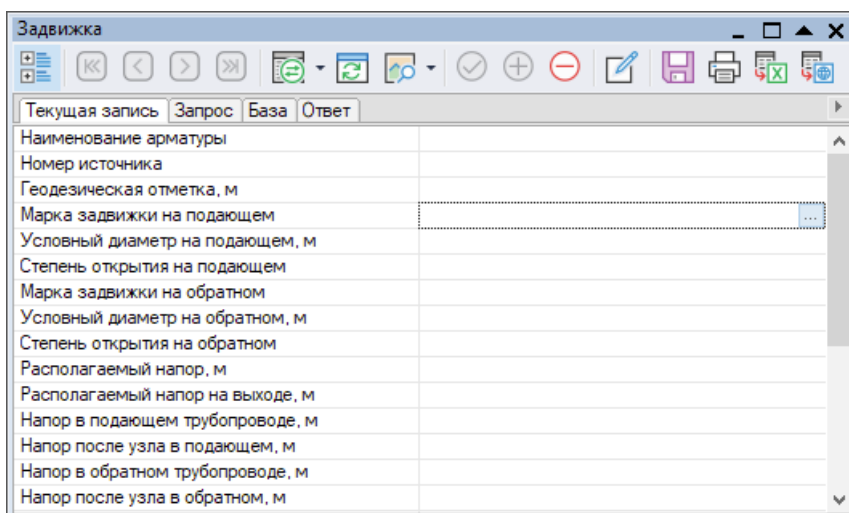 Задвижка
Текущая запись Запрос База Ответ
Наименование арматуры
Номер источника
Геодезическая отметка, м
Марка задвижки на подающем
...
Условный диаметр на подающем, м
Степень открытия на подающем
Марка задвижки на обратном
Условный диаметр на обратном, м
Степень открытия на обратном
Располагаемый напор, м
Располагаемый напор на выходе, м
Напор в подающем трубопроводе, м
Напор после узла в подающем, м
Напор в обратном трубопроводе, м
Напор после узла в обратном, м